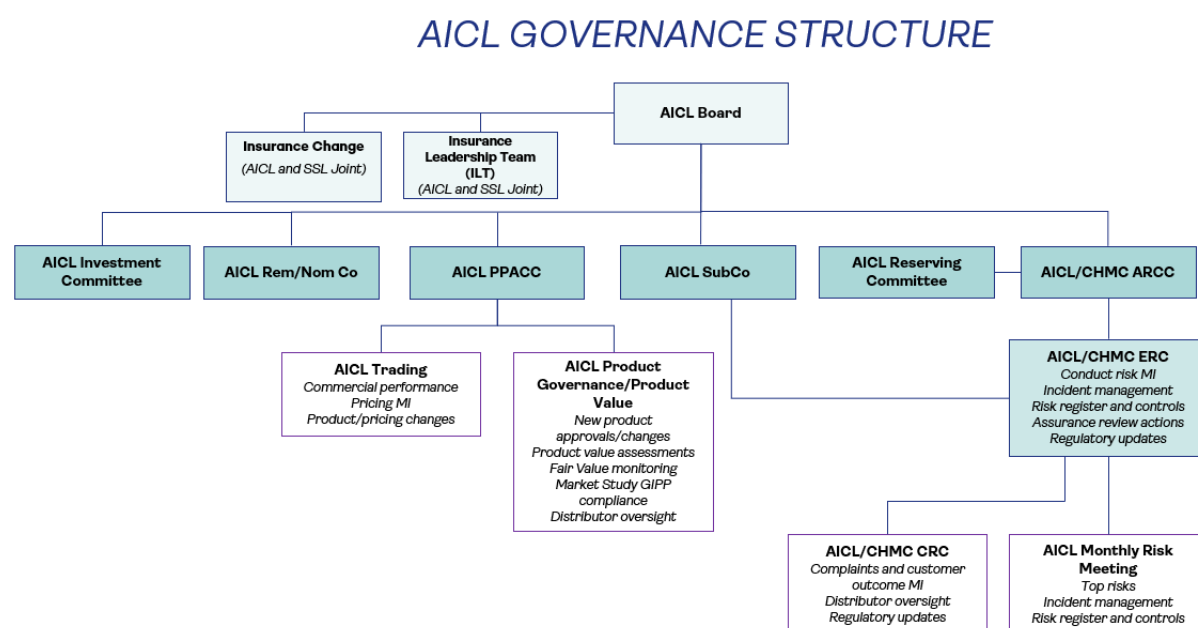 AICL GOVERNANCE STRUCTURE
AICL Board
Insurance Change
(AICL and SSL Joint)
Insurance
Leadership Team
(ILT)
(AICL and SSL Joint)
AICL Investment
Committee
AICL Rem/Nom Co
AICL PPACC
AICL SubCo
AICL Reserving
Committee
AICL/CHMC ARCC
AICL Trading
Commercial performance
Pricing MI
Product/pricing changes
AICL Product
Governance/Product
Value
New product
approvals/changes
Product value assessments
Fair Value monitoring
Market Study GIPP
compliance
Distributor oversight
AICL/CHMC ERC
Conduct risk MI
Incident management
Risk register and controls
Assurance review actions
Regulatory updates
AICL/CHMC CRC
Complaints and customer
outcome MI
Distributor oversight
Regulatory updates
AICL Monthly Risk
Meeting
Top risks
Incident management
Risk register and controls